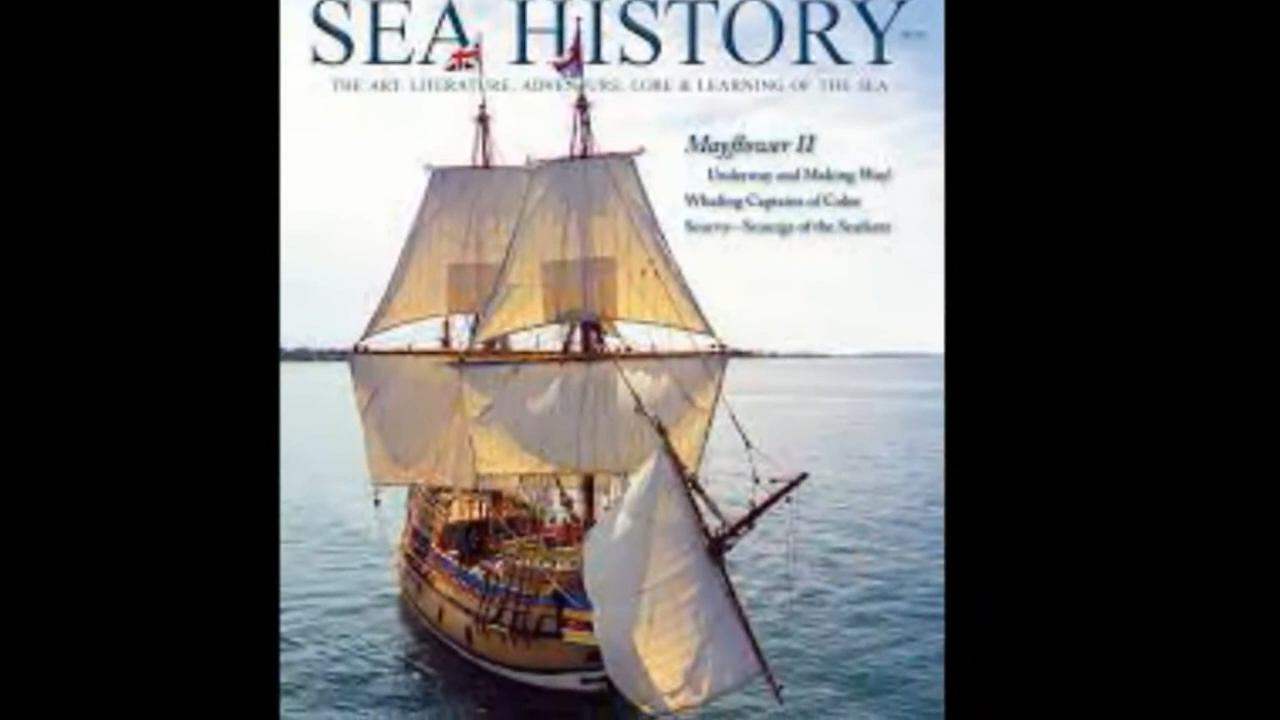 SEA HISTORY
THE ART, LITERATURE, ADVENTURE, LORE & LEARNING OF THE SEA
Mayflower II
Underway and Making Way!
Whaling Captains of Color
Scurvy—Scourge of the Seafarer